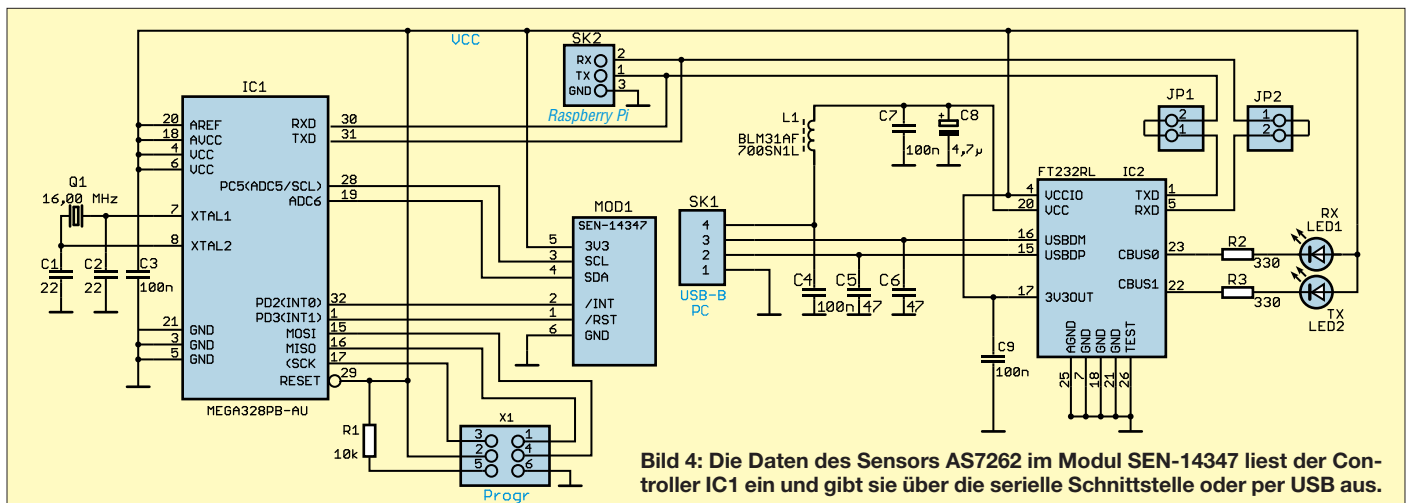 VCC
SK2
RX 2
TX 1
GND 3
Raspberry Pi
IC1
20 AREF
18 AVCC
4 VCC
6 VCC
7 XTAL1
8 XTAL2
21 GND
3 GND
5 GND
RXD 30
TXD 31
PC5(ADC5/SCL) 28
ADC6 19
PD2(INT0) 32
PD3(INT1) 1
MOSI 15
MISO 16
(SCK 17
RESET 29
MEGA328PB-AU
Q1
16,00 MHz
C1
22
C2
22
C3
100n
R1
10k
X1
3 1
2 4
5 6
Progr
MOD1
SEN-14347
5 3V3
3 SCL
4 SDA
2 /INT
1 /RST
6 GND
L1
BLM31AF
700SN1L
C7
100n
C8
+
4,7µ
SK1
4
3
2
1
USB-B
PC
C4
100n
C5
47
C6
47
C9
100n
FT232RL IC2
4 VCCIO
20 VCC
16 USBDM
15 USBDP
17 3V3OUT
TXD 1
RXD 5
CBUS0 23
CBUS1 22
AGND 25
GND 7
GND 18
GND 21
TEST 26
JP1
2
1
JP2
1
2
R2
330
R3
330
RX
LED1
TX
LED2
Bild 4: Die Daten des Sensors AS7262 im Modul SEN-14347 liest der Con-
troller IC1 ein und gibt sie über die serielle Schnittstelle oder per USB aus.